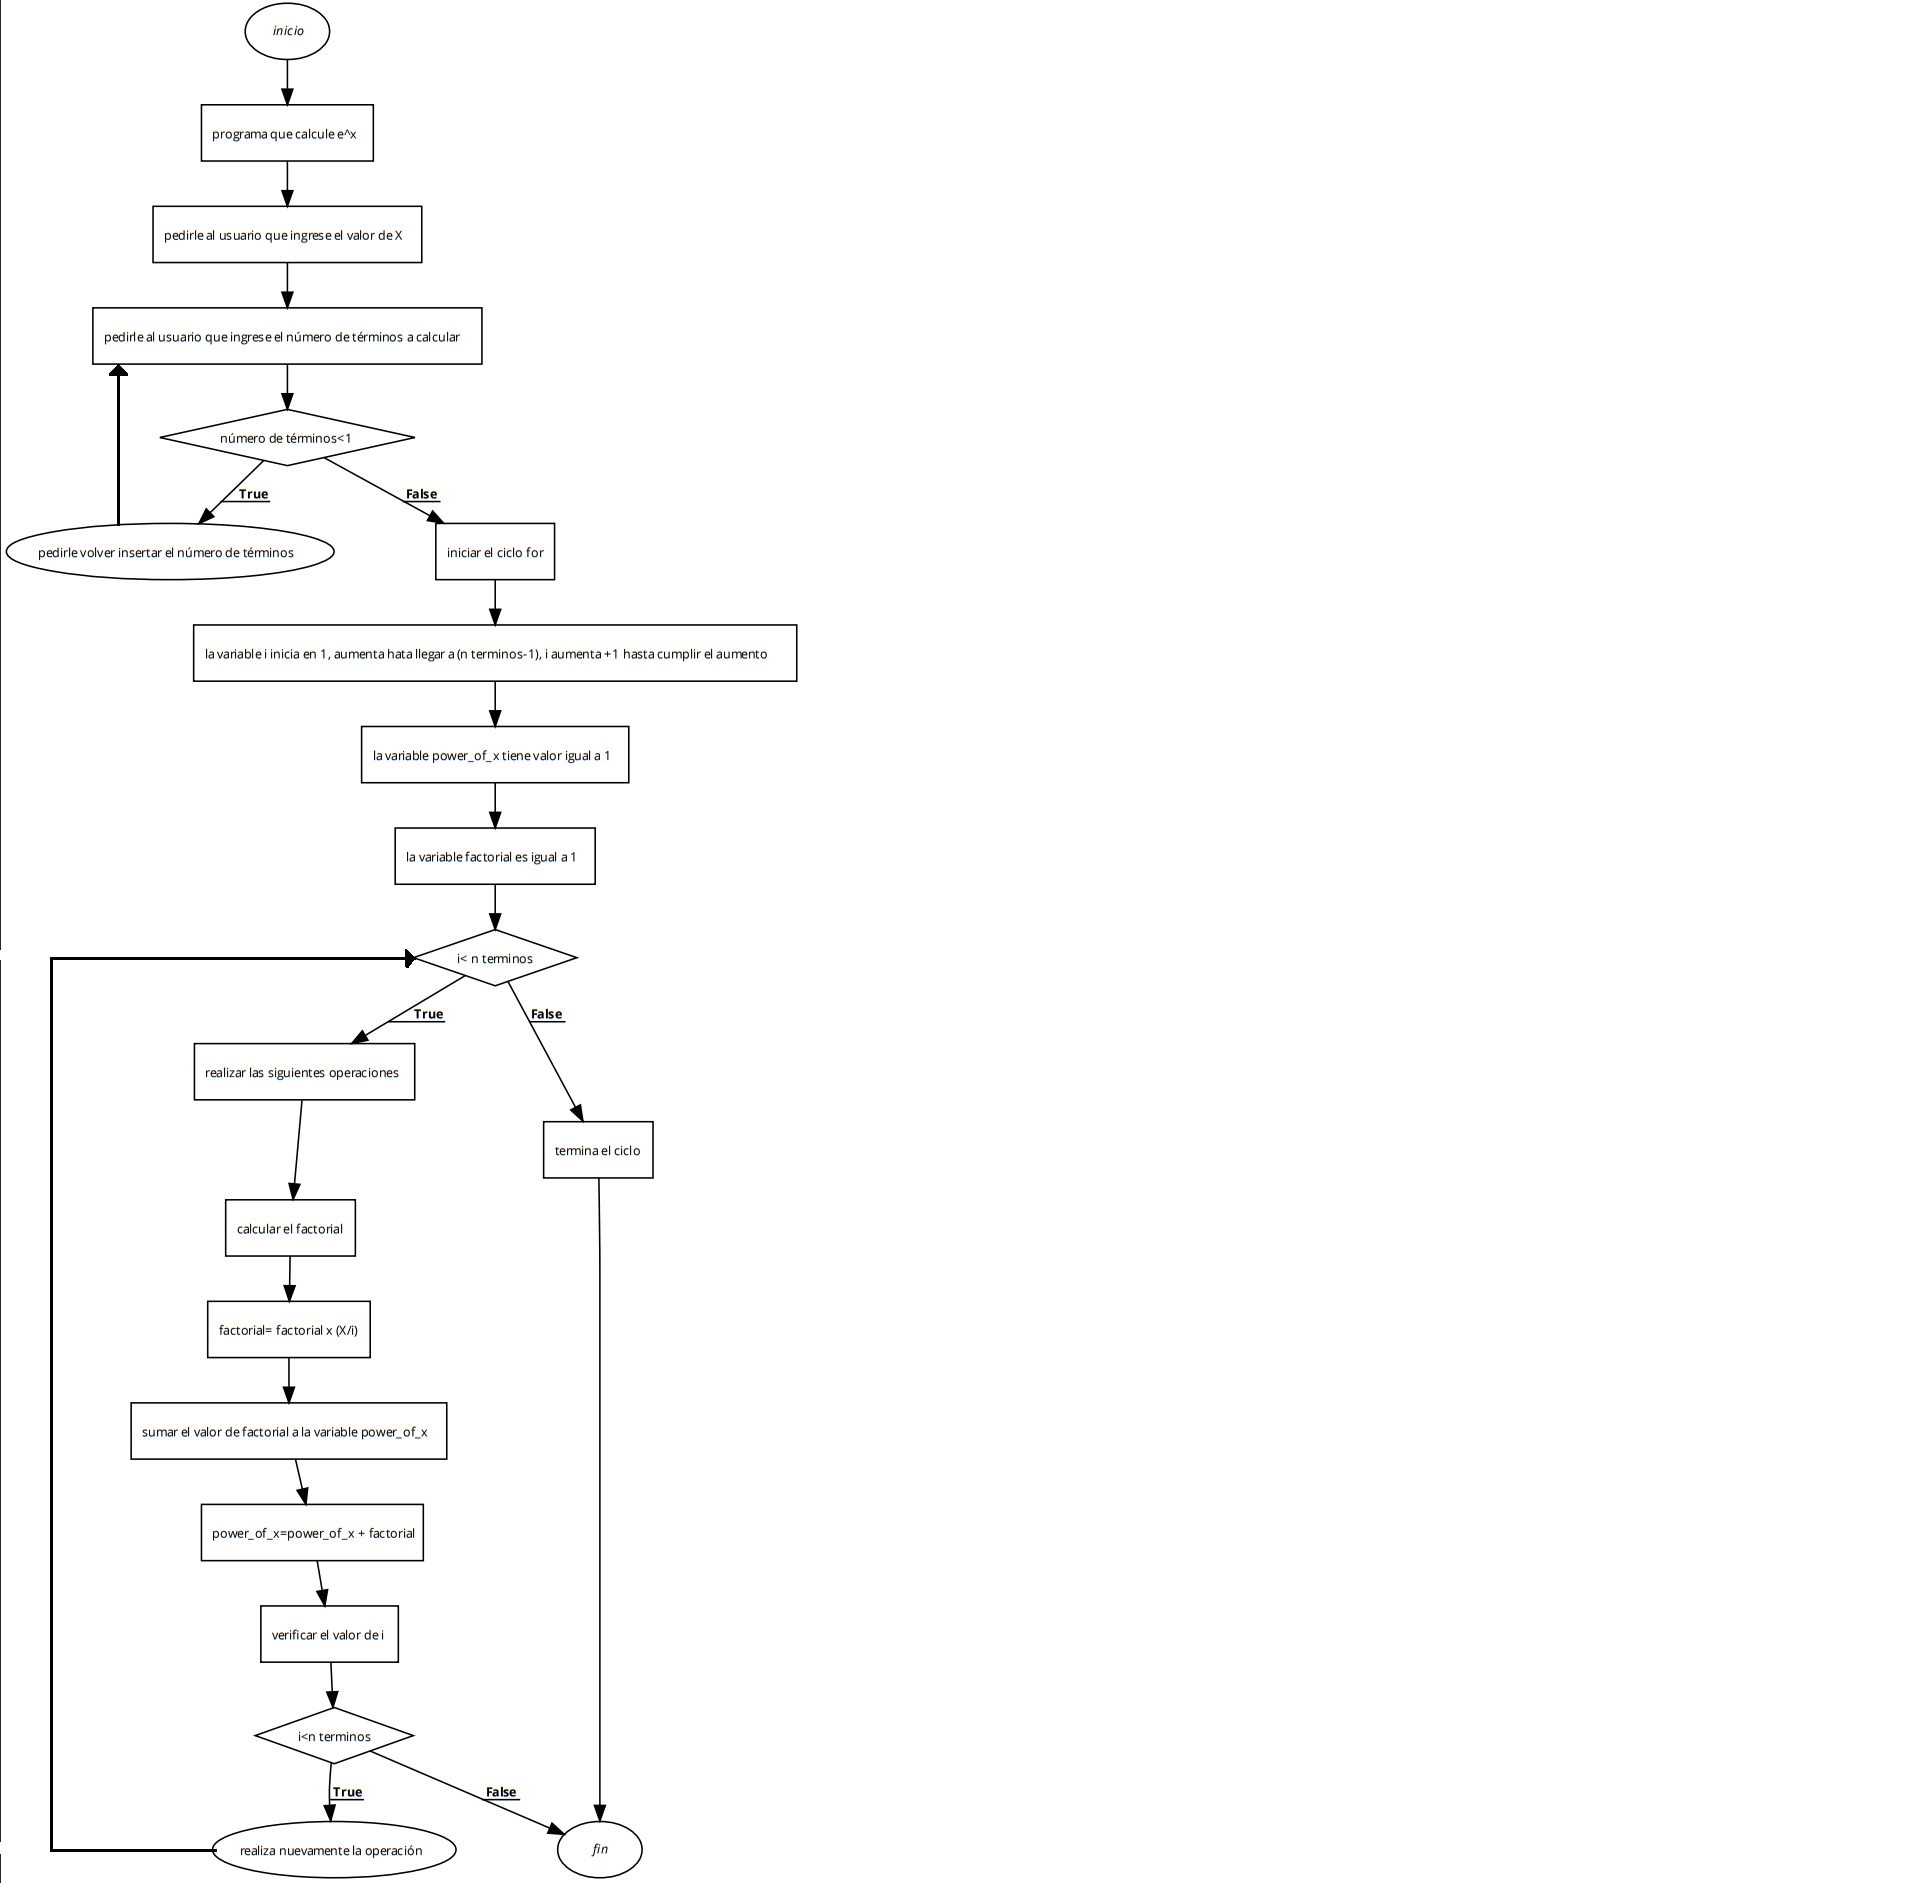 inicio
programa que calcule e^x
pedirle al usuario que ingrese el valor de X
pedirle al usuario que ingrese el número de términos a calcular
número de términos<1
True
False
pedirle volver insertar el número de términos
iniciar el ciclo for
la variable i inicia en 1, aumenta hata llegar a (n terminos-1), i aumenta +1 hasta cumplir el aumento
la variable power_of_x tiene valor igual a 1
la variable factorial es igual a 1
i< n terminos
True
False
realizar las siguientes operaciones
termina el ciclo
calcular el factorial
factorial= factorial x (X/i)
sumar el valor de factorial a la variable power_of_x
power_of_x=power_of_x + factorial
verificar el valor de i
i<n terminos
True
False
realiza nuevamente la operación
fin